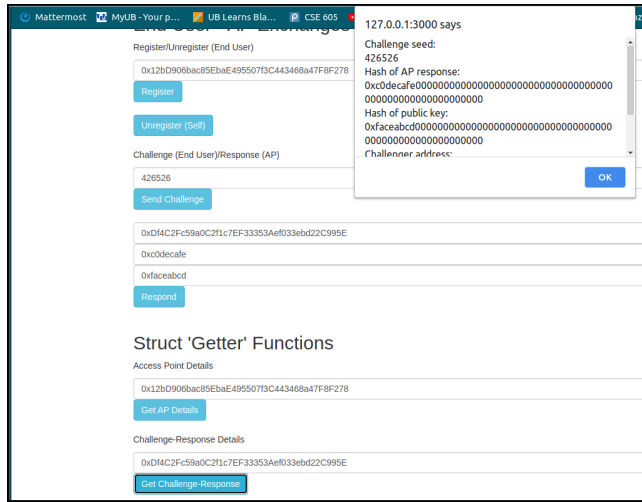 Mattermost
MyUB - Your p...
UB Learns Bla...
CSE 605
127.0.0.1:3000 says
Challenge seed:
426526
Hash of AP response:
0xc0decafe00000000000000000000000000000000000
000000000000000000000
Hash of public key:
0xfaceabcd00000000000000000000000000000000000
000000000000000000000
Challenger address:
OK
End User - AP Exchanges
Register/Unregister (End User)
0x12bD906bac85EbaE495507f3C443468a47F8F278
Register
Unregister (Self)
Challenge (End User)/Response (AP)
426526
Send Challenge
0xDf4C2Fc59a0C2f1c7EF33353Aef033ebd22C995E
0xc0decafe
0xfaceabcd
Respond
Struct 'Getter' Functions
Access Point Details
0x12bD906bac85EbaE495507f3C443468a47F8F278
Get AP Details
Challenge-Response Details
0xDf4C2Fc59a0C2f1c7EF33353Aef033ebd22C995E
Get Challenge-Response